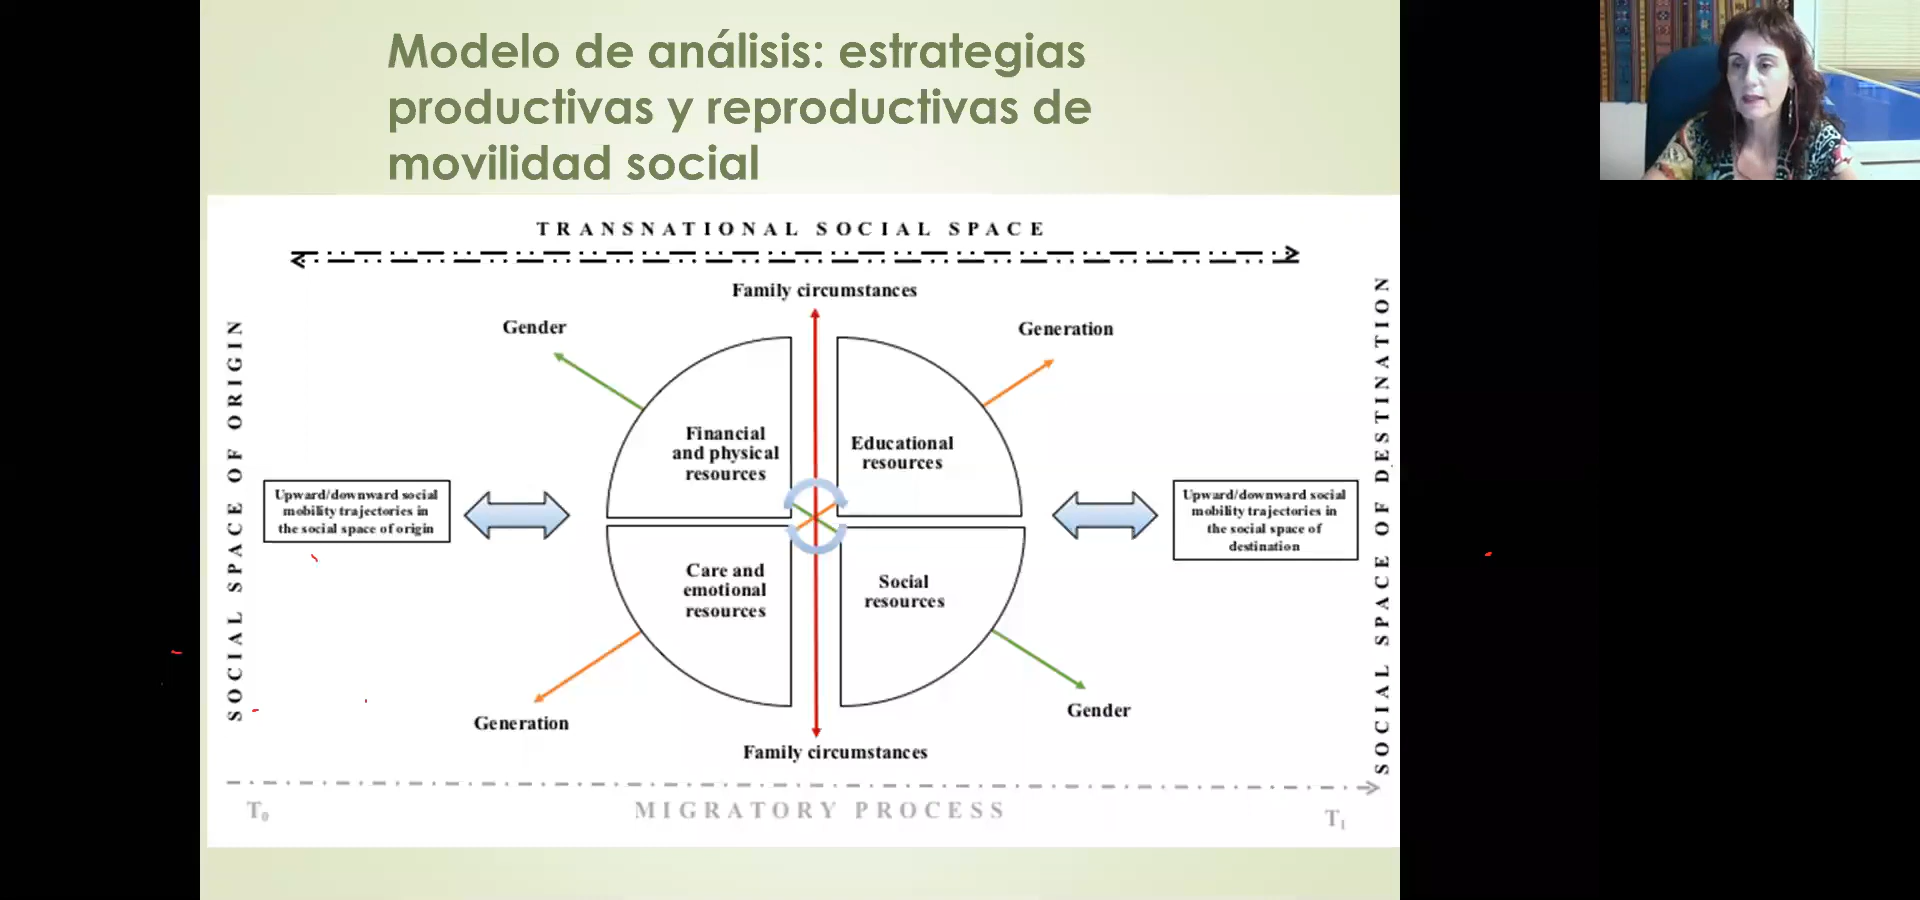 Modelo de análisis: estrategias
productivas y reproductivas de
movilidad social
TRANSNATIONAL SOCIAL SPACE
Family circumstances
Gender
Generation
SOCIAL SPACE OF ORIGIN
SOCIAL SPACE OF DESTINATION
Financial
and physical
resources
Educational
resources
Upward/downward social
mobility trajectories in
the social space of origin
Upward/downward social
mobility trajectories in
the social space of
destination
Care and
emotional
resources
Social
resources
Generation
Gender
Family circumstances
T0
MIGRATORY PROCESS
T1